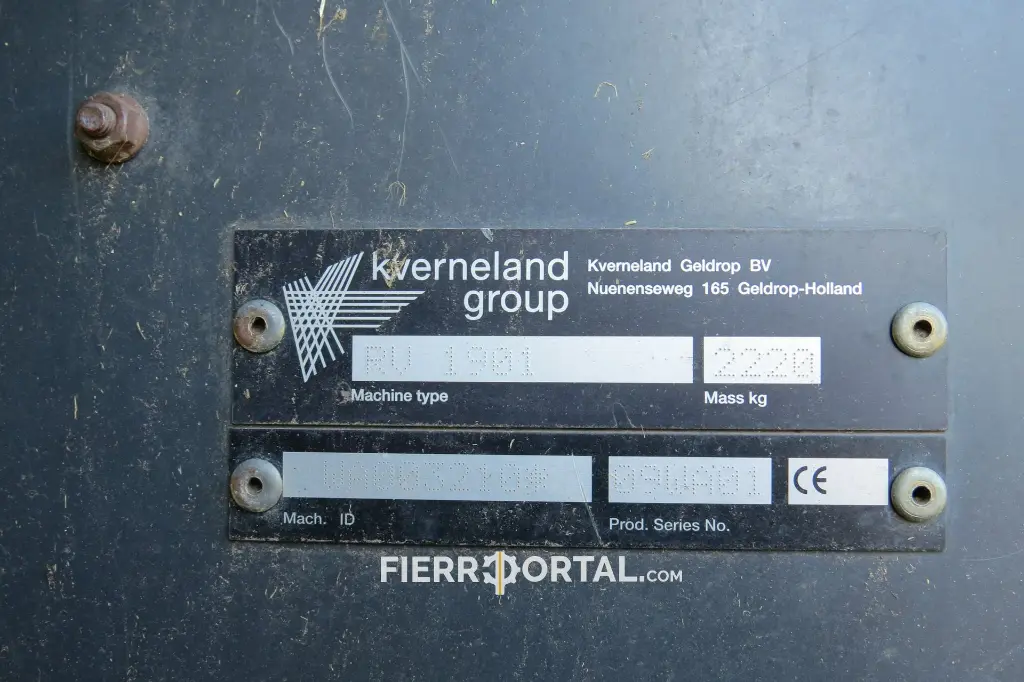 kverneland
group
Kverneland Geldrop BV
Nuenenseweg 165 Geldrop-Holland
RV 1901
2220
Machine type
Mass kg
CE
Mach. ID
Prod. Series No.
FIERROPORTAL.COM